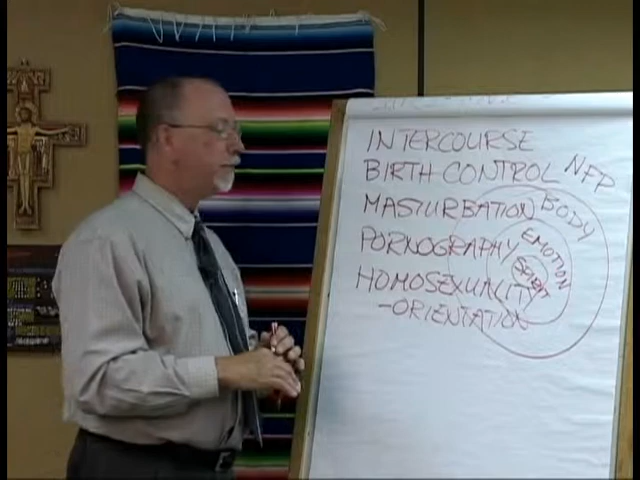 INTERCOURSE
BIRTH CONTROL NFP
MASTURBATION
PORNOGRAPHY
HOMOSEXUALITY
-ORIENTATION
BODY
EMOTION
SPIRIT